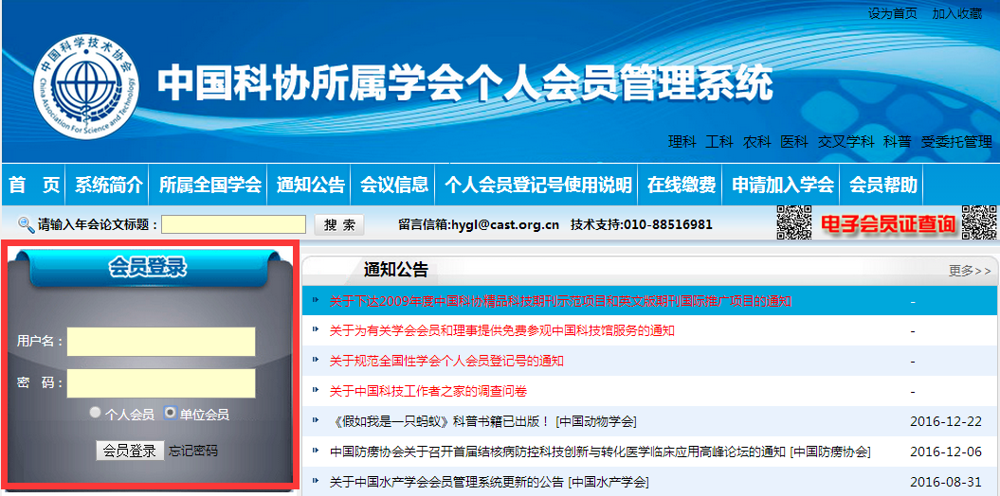 设为首页 加入收藏
中国科学技术协会
China Association For Science and Technology
中国科协所属学会个人会员管理系统
理科 工科 农科 医科 交叉学科 科普 受委托管理
首 页 系统简介 所属全国学会 通知公告 会议信息 个人会员登记号使用说明 在线缴费 申请加入学会 会员帮助
请输入年会论文标题： 搜 索 留言信箱:hygl@cast.org.cn 技术支持:010-88516981 电子会员证查询
会员登录
用户名：
密 码：
个人会员 单位会员
会员登录 忘记密码
通知公告 更多>>
关于下达2009年度中国科协精品科技期刊示范项目和英文版期刊国际推广项目的通知 -
关于为有关学会会员和理事提供免费参观中国科技馆服务的通知 -
关于规范全国性学会个人会员登记号的通知 -
关于中国科技工作者之家的调查问卷 -
《假如我是一只蚂蚁》科普书籍已出版！ [中国动物学会] 2016-12-22
中国防痨协会关于召开首届结核病防控科技创新与转化医学临床应用高峰论坛的通知 [中国防痨协会] 2016-12-06
关于中国水产学会会员管理系统更新的公告 [中国水产学会] 2016-08-31